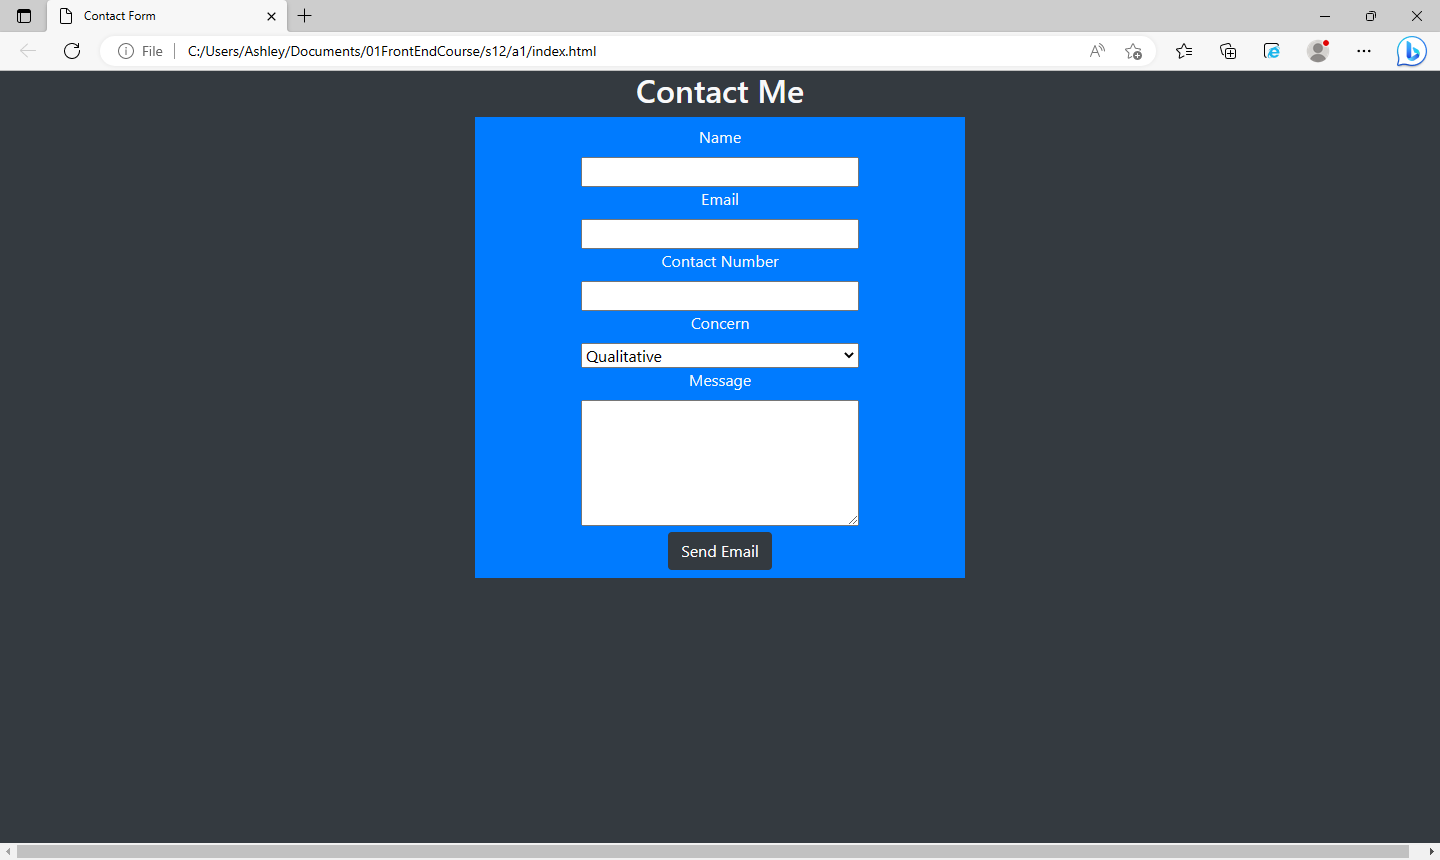 Contact Form
File
C:/Users/Ashley/Documents/01FrontEndCourse/s12/a1/index.html
Contact Me
Name
Email
Contact Number
Concern
Qualitative
Message
Send Email